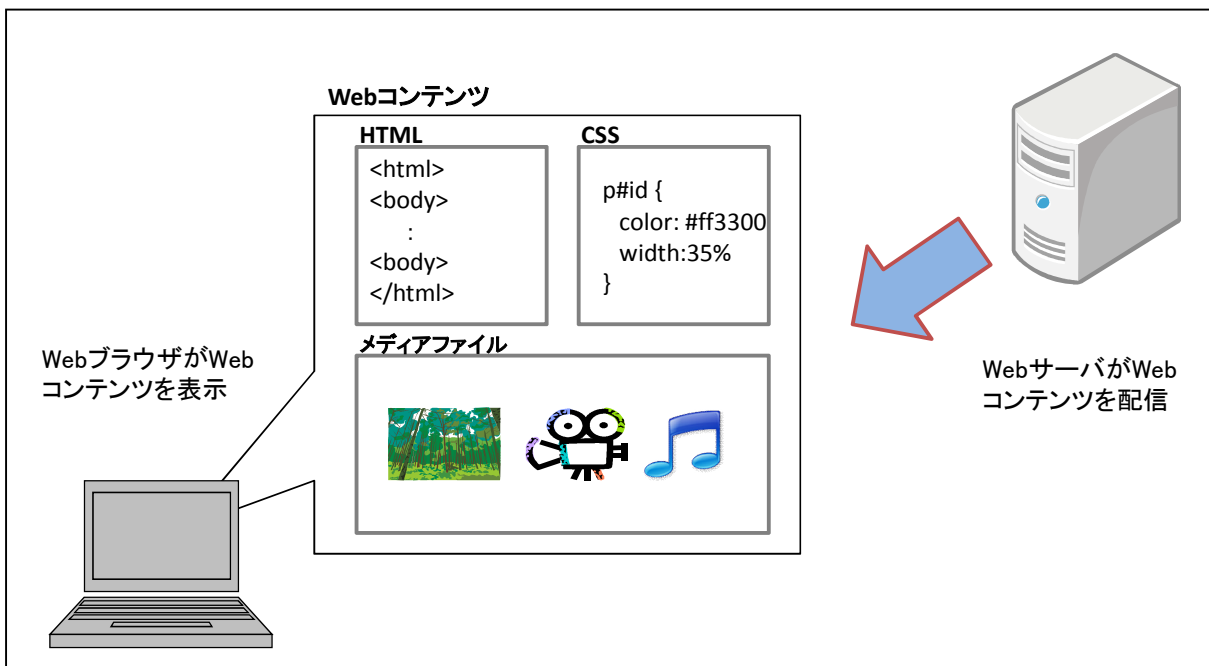 Webコンテンツ
HTML
<html>
<body>
:
<body>
</html>
CSS
p#id {
color: #ff3300
width:35%
}
メディアファイル
WebブラウザがWeb
コンテンツを表示
WebサーバがWeb
コンテンツを配信